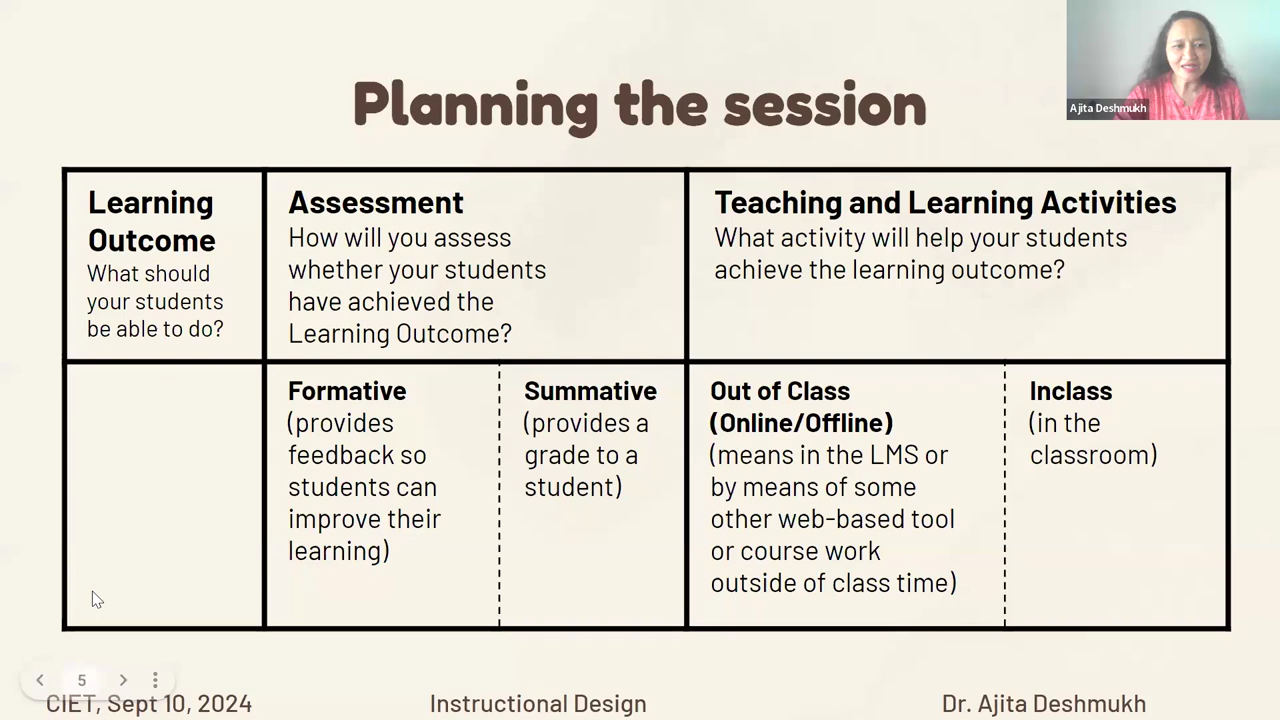 Ajita Deshmukh
Planning the session
Learning
Outcome
What should
your students
be able to do?
Assessment
How will you assess
whether your students
have achieved the
Learning Outcome?
Teaching and Learning Activities
What activity will help your students
achieve the learning outcome?
Formative
(provides
feedback so
students can
improve their
learning)
Summative
(provides a
grade to a
student)
Out of Class
(Online/Offline)
(means in the LMS or
by means of some
other web-based tool
or course work
outside of class time)
Inclass
(in the
classroom)
5
CIET, Sept 10, 2024
Instructional Design
Dr. Ajita Deshmukh